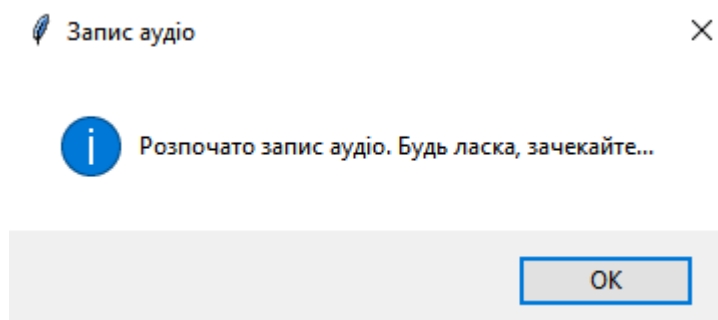 Запис аудіо
Розпочато запис аудіо. Будь ласка, зачекайте...
OK